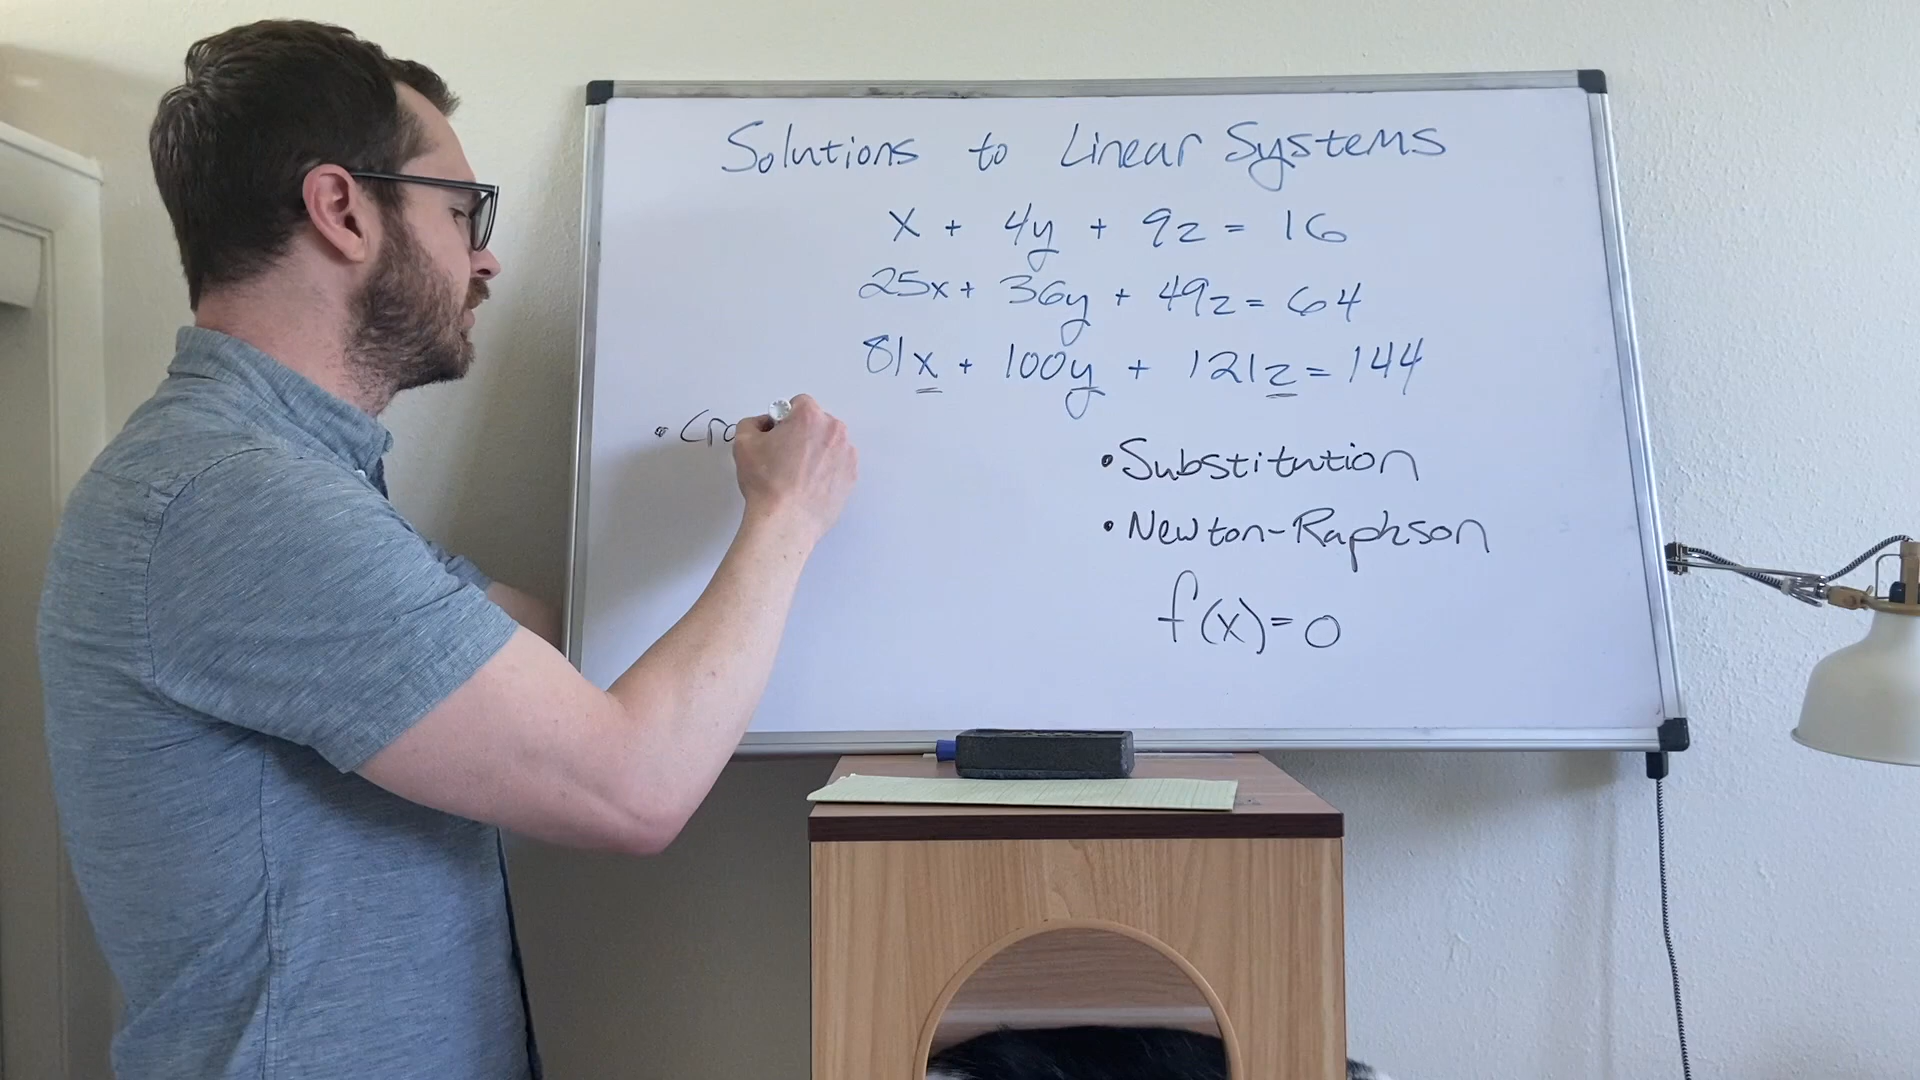 Solutions to Linear Systems
x + 4y + 9z = 16
25x + 36y + 49z = 64
81x + 100y + 121z = 144
• Cra
• Substitution
• Newton-Raphson
f(x) = 0